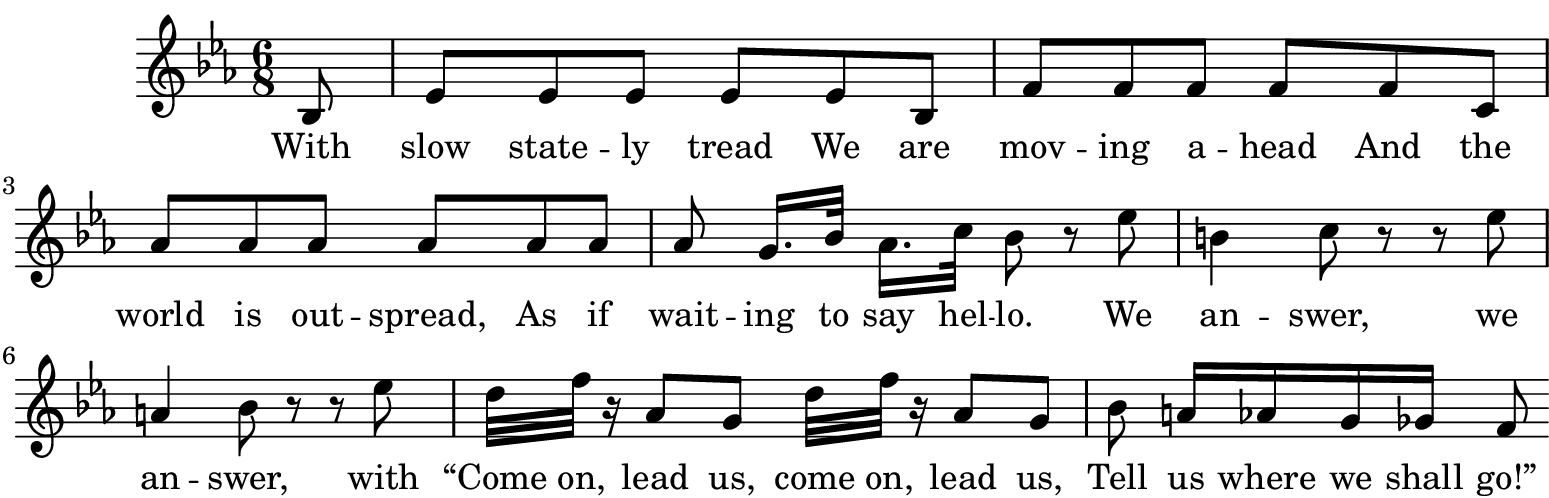 6
8
With slow state -- ly tread We are mov -- ing a -- head And the
3
world is out -- spread, As if wait -- ing to say hel -- lo. We an -- swer, we
6
an -- swer, with “Come on, lead us, come on, lead us, Tell us where we shall go!”